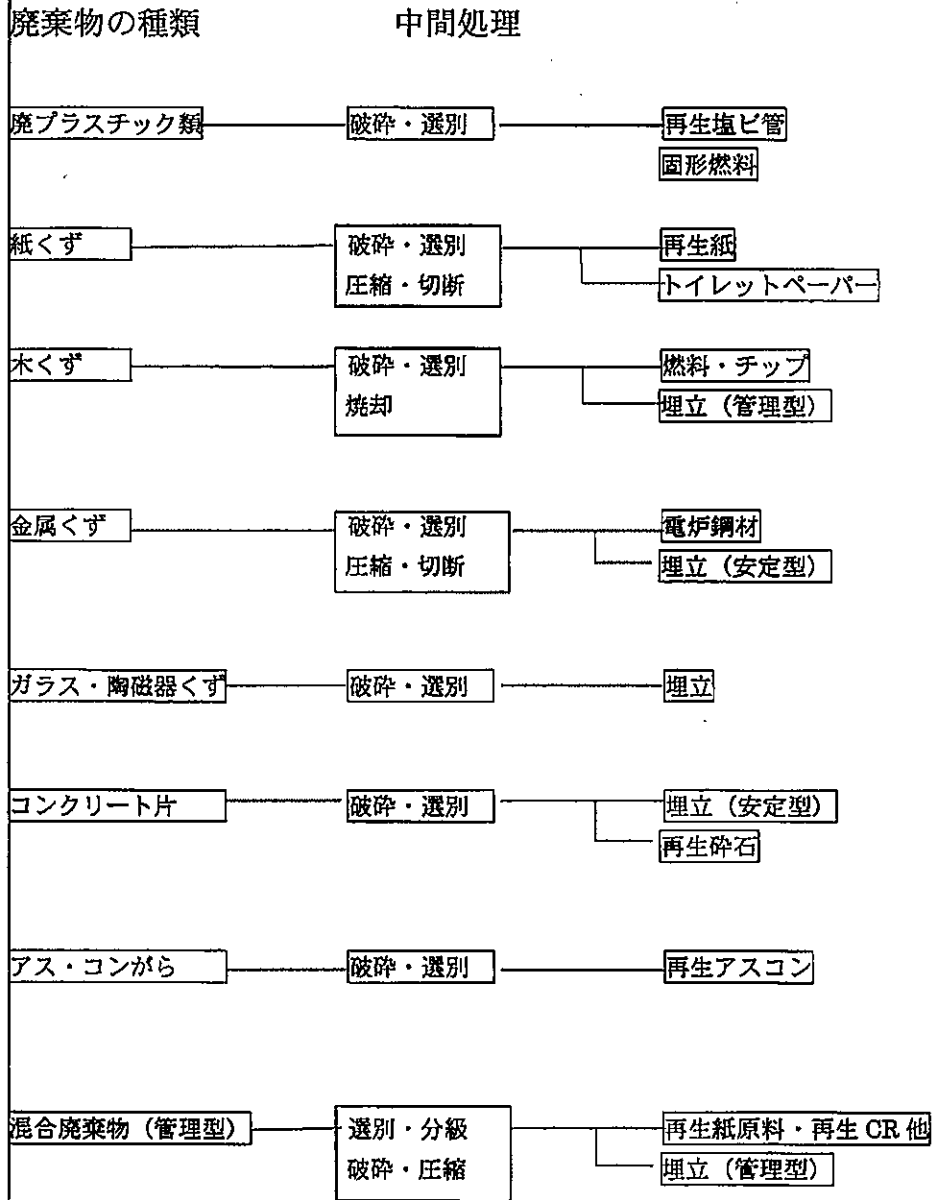 廃棄物の種類 中間処理
廃プラスチック類 破砕・選別 再生塩ビ管
固形燃料
紙くず 破砕・選別 再生紙
圧縮・切断 トイレットペーパー
木くず 破砕・選別 燃料・チップ
焼却 埋立（管理型）
金属くず 破砕・選別 電炉鋼材
圧縮・切断 埋立（安定型）
ガラス・陶磁器くず 破砕・選別 埋立
コンクリート片 破砕・選別 埋立（安定型）
再生砕石
アス・コンがら 破砕・選別 再生アスコン
混合廃棄物（管理型） 選別・分級 再生紙原料・再生 CR 他
破砕・圧縮 埋立（管理型）